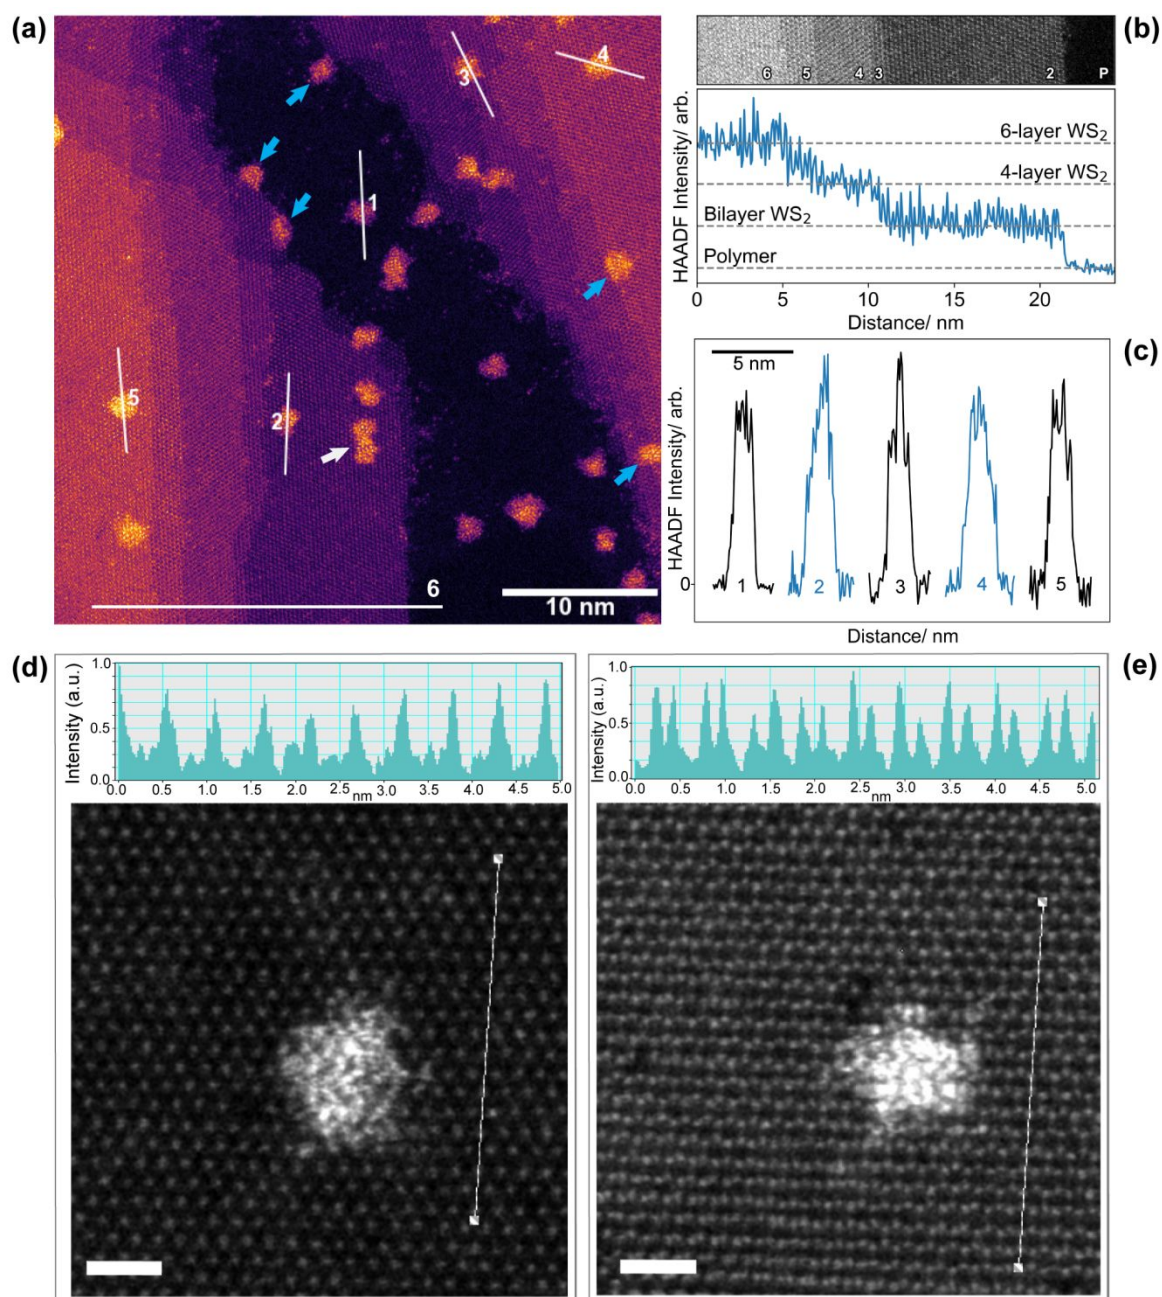 (a)
3
4
1
5
2
6
10 nm
(b)
6 5 4 3 2 P
HAADF Intensity/ arb.
6-layer WS2
4-layer WS2
Bilayer WS2
Polymer
0 5 10 15 20
Distance/ nm
(c)
5 nm
HAADF Intensity/ arb.
0
1 2 3 4 5
Distance/ nm
(d)
Intensity (a.u.)
1.0
0.5
0.0
0.0 0.5 1.0 1.5 2.0 2.5 3.0 3.5 4.0 4.5 5.0
nm
(e)
Intensity (a.u.)
1.0
0.5
0.0
0.0 0.5 1.0 1.5 2.0 2.5 3.0 3.5 4.2 4.5 5.0
nm